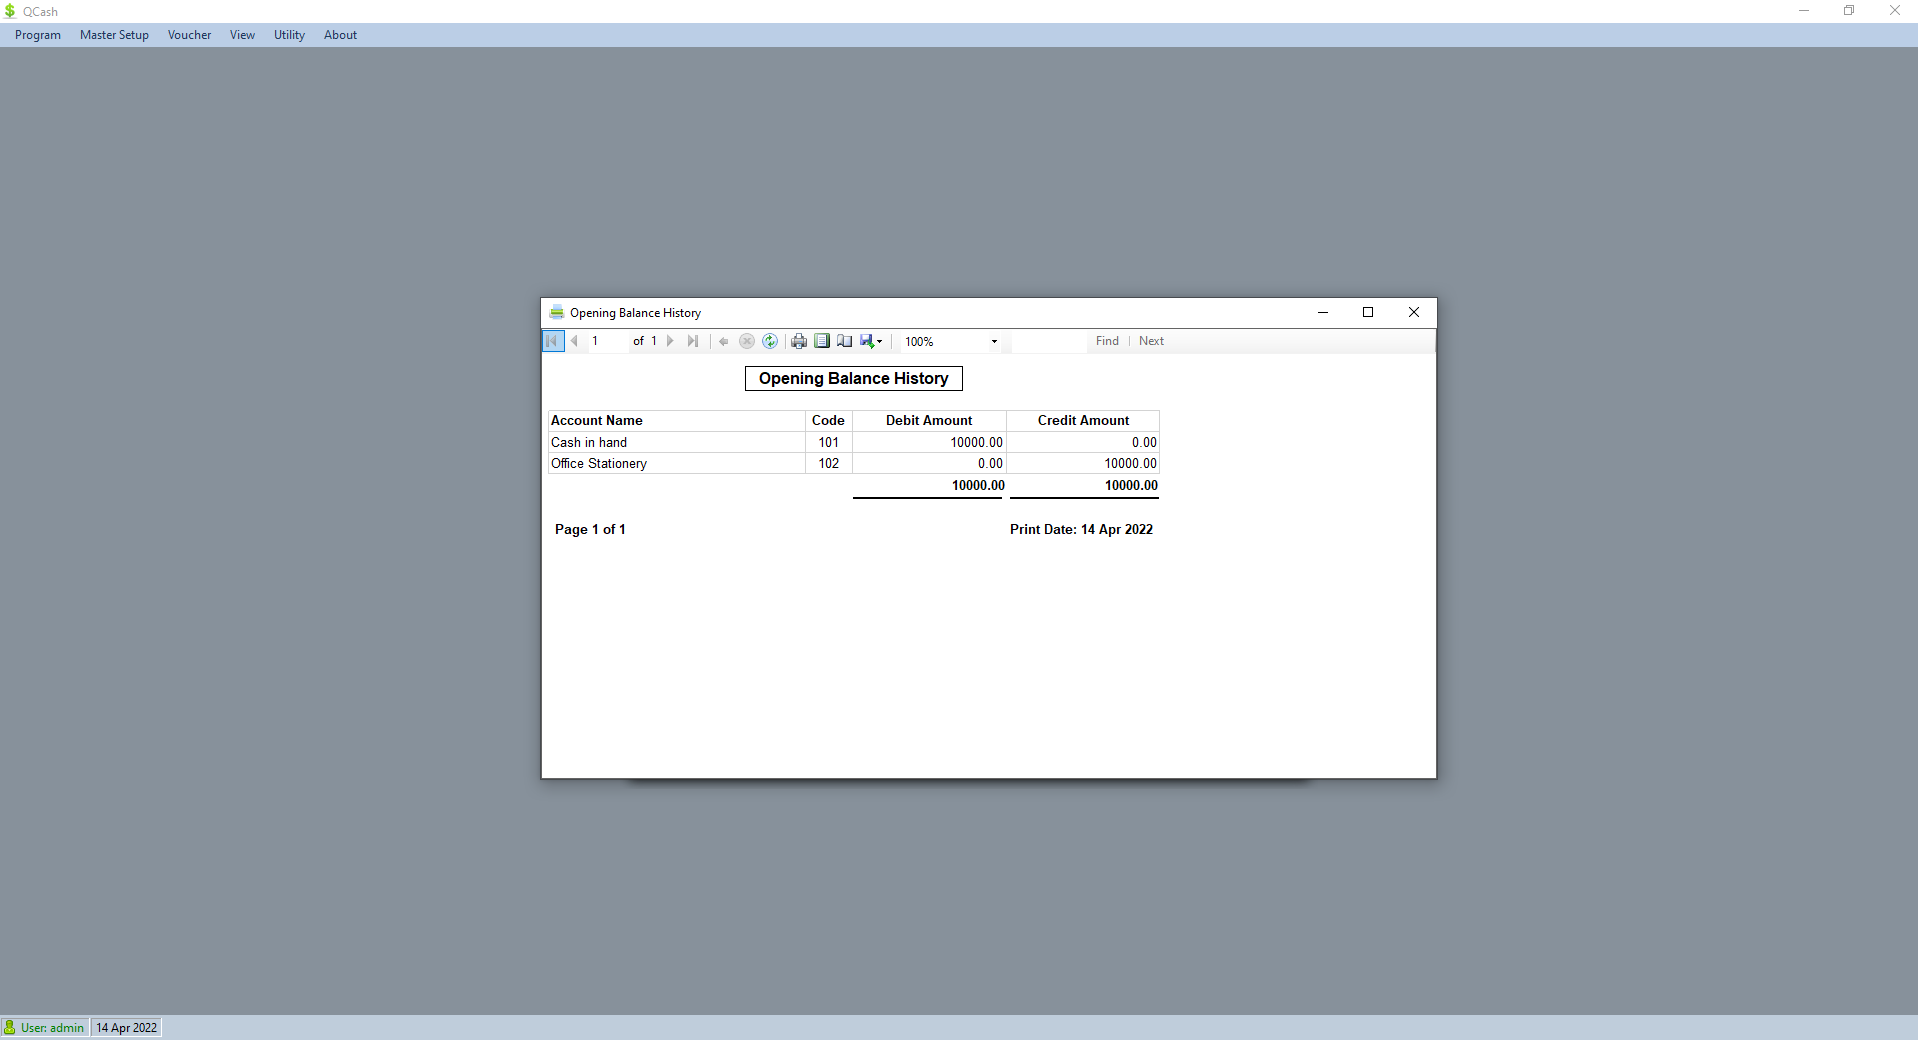 QCash
Program Master Setup Voucher View Utility About
Opening Balance History
1 of 1 100% Find Next
Opening Balance History
Account Name Code Debit Amount Credit Amount
Cash in hand 101 10000.00 0.00
Office Stationery 102 0.00 10000.00
10000.00 10000.00
Page 1 of 1 Print Date: 14 Apr 2022
User: admin 14 Apr 2022